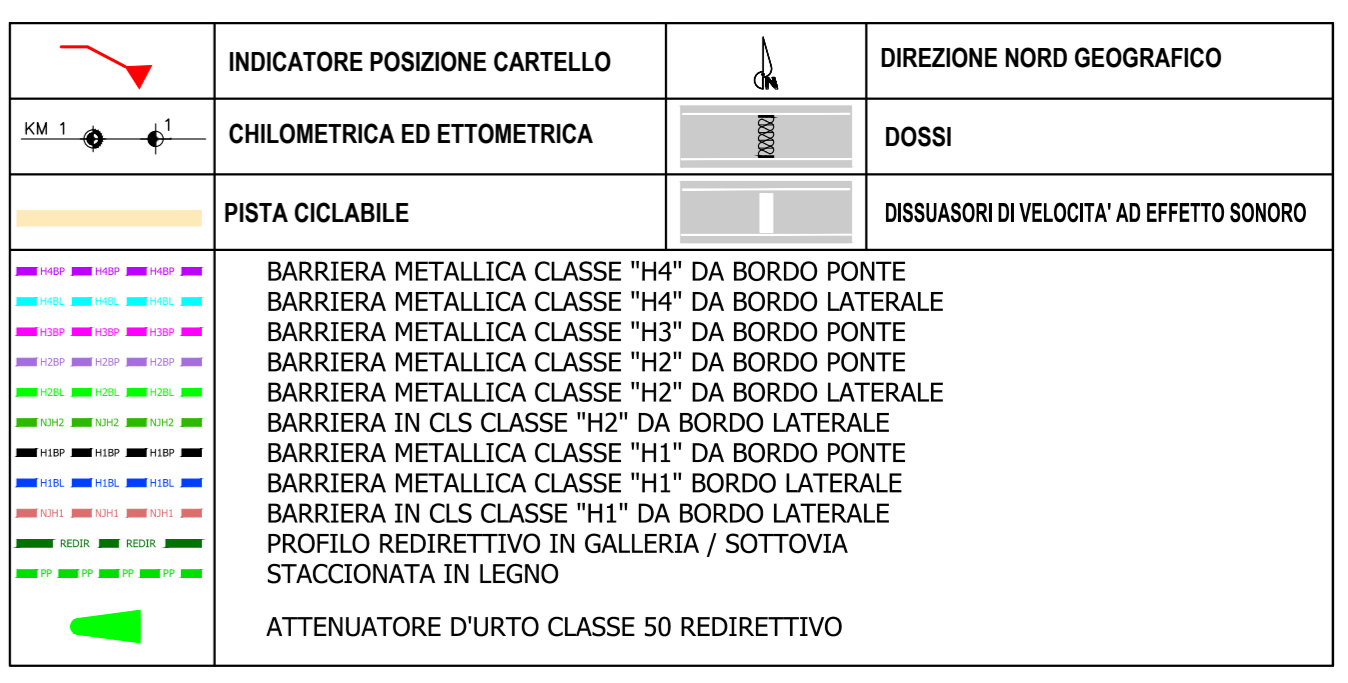 INDICATORE POSIZIONE CARTELLO
N DIREZIONE NORD GEOGRAFICO
KM 1 1 CHILOMETRICA ED ETTOMETRICA
DOSSI
PISTA CICLABILE
DISSUASORI DI VELOCITA' AD EFFETTO SONORO
H4BP H4BP H4BP BARRIERA METALLICA CLASSE "H4" DA BORDO PONTE
H4BL H4BL H4BL BARRIERA METALLICA CLASSE "H4" DA BORDO LATERALE
H3BP H3BP H3BP BARRIERA METALLICA CLASSE "H3" DA BORDO PONTE
H2BP H2BP H2BP BARRIERA METALLICA CLASSE "H2" DA BORDO PONTE
H2BL H2BL H2BL BARRIERA METALLICA CLASSE "H2" DA BORDO LATERALE
NJH2 NJH2 NJH2 BARRIERA IN CLS CLASSE "H2" DA BORDO LATERALE
H1BP H1BP H1BP BARRIERA METALLICA CLASSE "H1" DA BORDO PONTE
H1BL H1BL H1BL BARRIERA METALLICA CLASSE "H1" BORDO LATERALE
NJH1 NJH1 NJH1 BARRIERA IN CLS CLASSE "H1" DA BORDO LATERALE
REDIR REDIR PROFILO REDIRETTIVO IN GALLERIA / SOTTOVIA
PP PP PP PP STACCIONATA IN LEGNO
ATTENUATORE D'URTO CLASSE 50 REDIRETTIVO